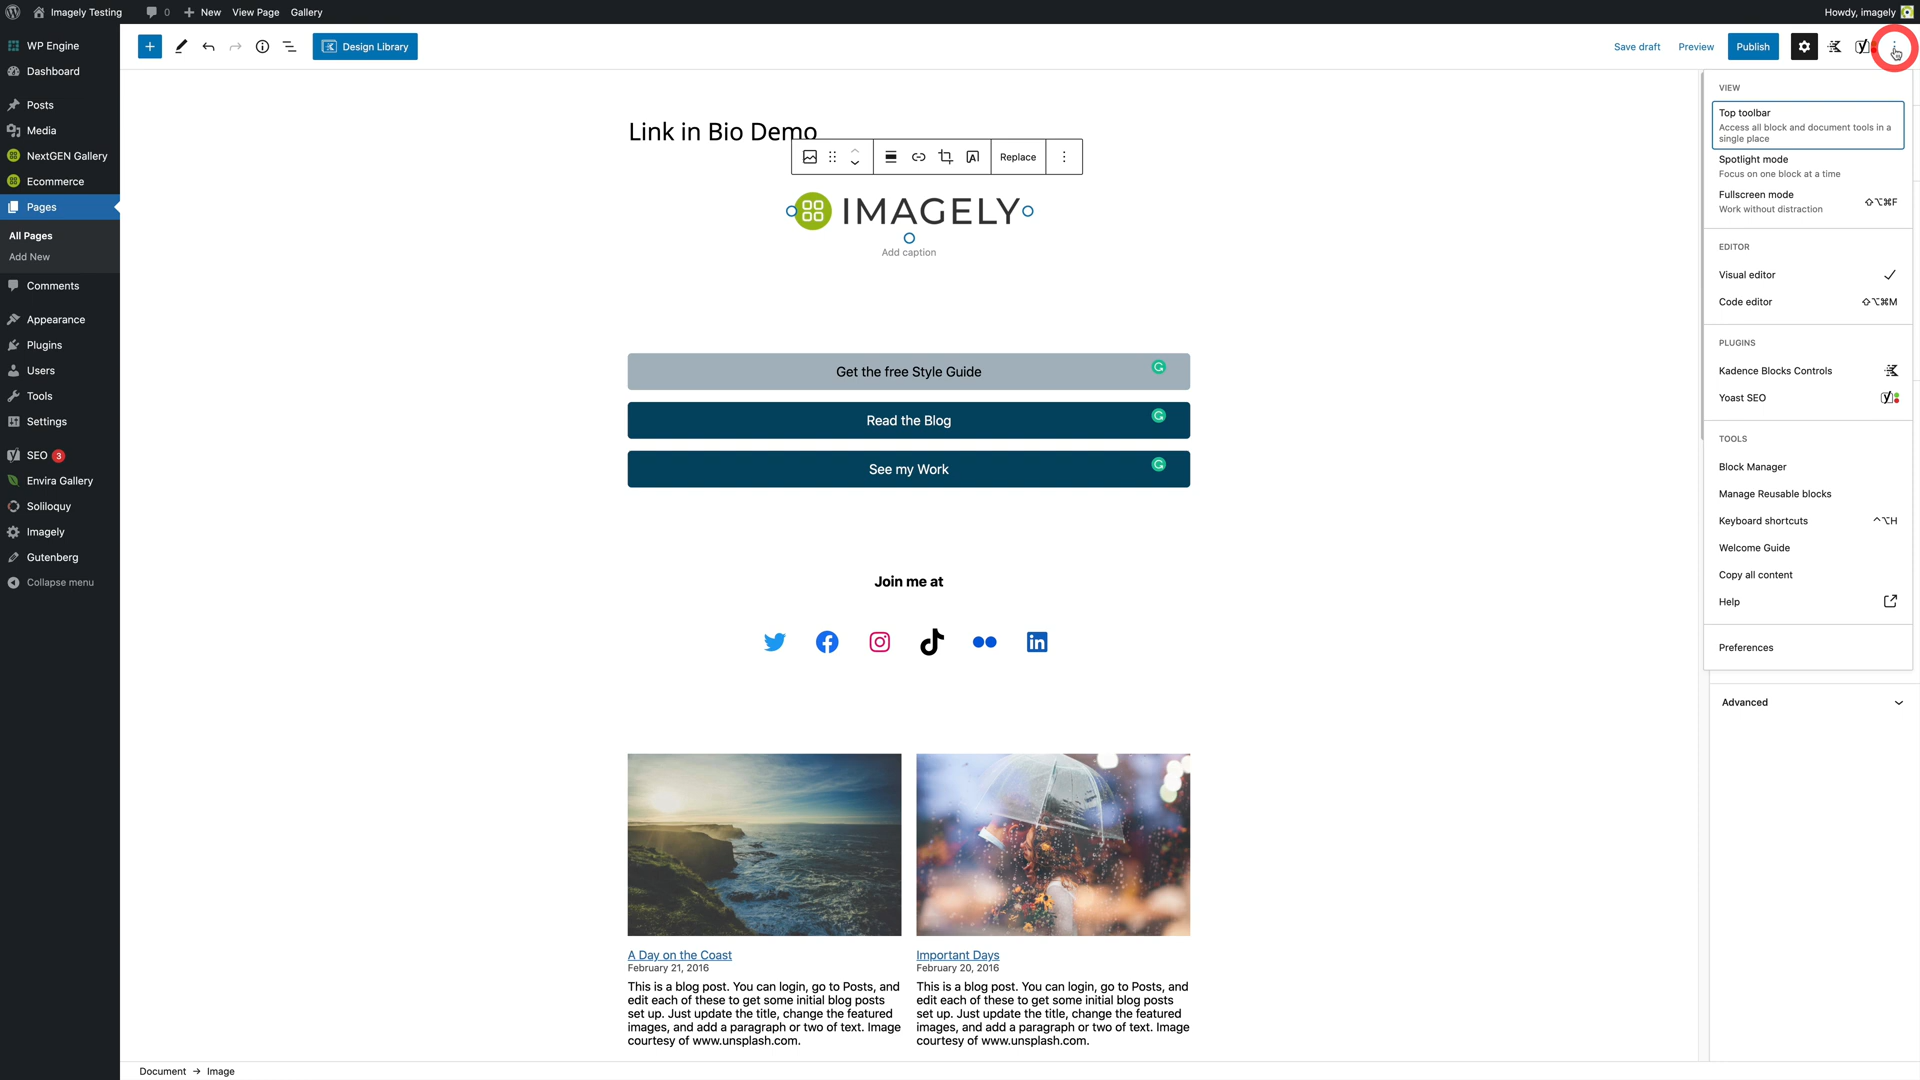 Imagely Testing
0
New
View Page
Gallery
Howdy, imagely
WP Engine
Dashboard
Posts
Media
NextGEN Gallery
Ecommerce
Pages
All Pages
Add New
Comments
Appearance
Plugins
Users
Tools
Settings
SEO 3
Envira Gallery
Soliloquy
Imagely
Gutenberg
Collapse menu
Design Library
Save draft
Preview
Publish
Link in Bio Demo
Replace
IMAGELY
Add caption
Get the free Style Guide
Read the Blog
See my Work
Join me at
A Day on the Coast
February 21, 2016
This is a blog post. You can login, go to Posts, and
edit each of these to get some initial blog posts
set up. Just update the title, change the featured
images, and add a paragraph or two of text. Image
courtesy of www.unsplash.com.
Important Days
February 20, 2016
This is a blog post. You can login, go to Posts, and
edit each of these to get some initial blog posts
set up. Just update the title, change the featured
images, and add a paragraph or two of text. Image
courtesy of www.unsplash.com.
VIEW
Top toolbar
Access all block and document tools in a
single place
Spotlight mode
Focus on one block at a time
Fullscreen mode
Work without distraction
⇧⌥⌘F
EDITOR
Visual editor
Code editor ⇧⌥⌘M
PLUGINS
Kadence Blocks Controls
Yoast SEO
TOOLS
Block Manager
Manage Reusable blocks
Keyboard shortcuts ^⌥H
Welcome Guide
Copy all content
Help
Preferences
Advanced
Document → Image